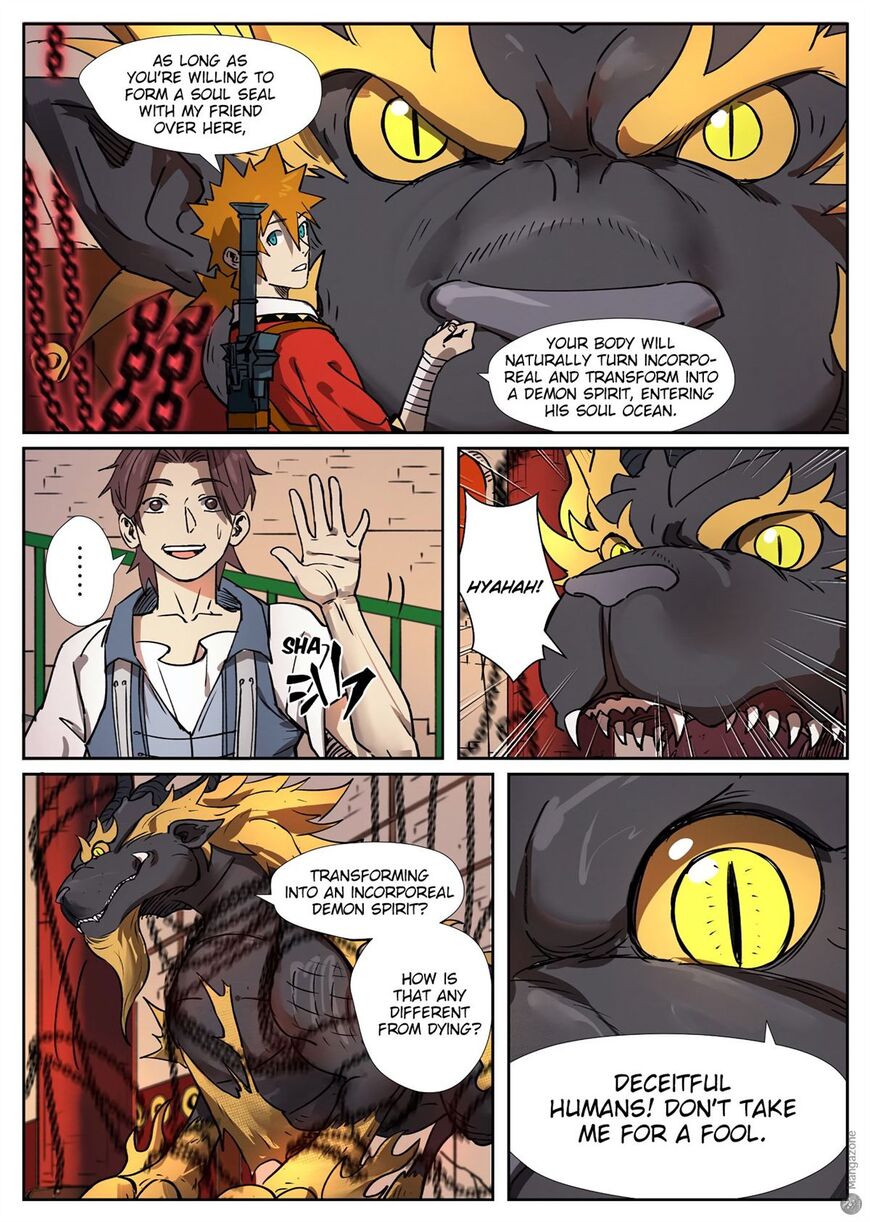 AS LONG AS
YOU'RE WILLING TO
FORM A SOUL SEAL
WITH MY FRIEND
OVER HERE,
YOUR BODY WILL
NATURALLY TURN INCORPO-
REAL AND TRANSFORM INTO
A DEMON SPIRIT, ENTERING
HIS SOUL OCEAN.
......
SHA
HYAHAH!
TRANSFORMING
INTO AN INCORPOREAL
DEMON SPIRIT?
HOW IS
THAT ANY
DIFFERENT
FROM DYING?
DECEITFUL
HUMANS! DON'T TAKE
ME FOR A FOOL.
Mangazone